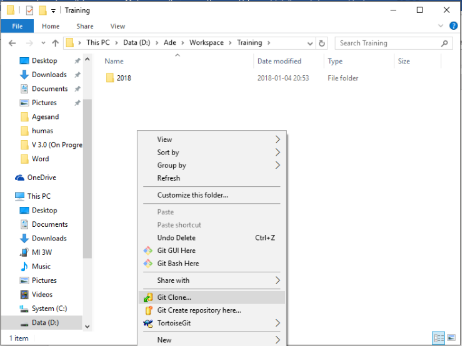 Training
File
Home
Share
View
This PC > Data (D:) > Ade > Workspace > Training >
Search Training
Name
Date modified
Type
Size
2018
2018-01-04 20:53
File folder
Desktop
Downloads
Documents
Pictures
Agesand
humas
V 3.0 (On Progre
Word
OneDrive
This PC
Desktop
Documents
Downloads
MI 3W
Music
Pictures
Videos
System (C:)
Data (D:)
View
Sort by
Group by
Refresh
Customize this folder...
Paste
Paste shortcut
Undo Delete Ctrl+Z
Git GUI Here
Git Bash Here
Share with
Git Clone...
Git Create repository here...
TortoiseGit
New
1 item